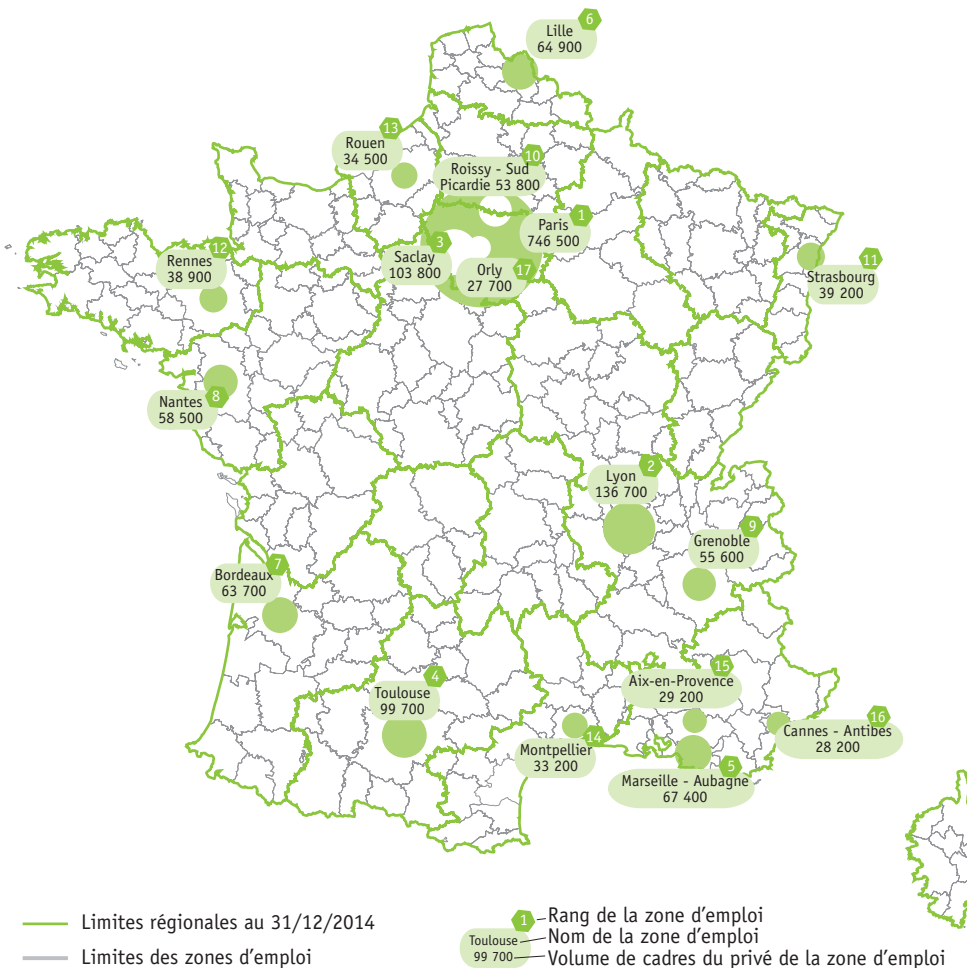 6
Lille
64 900
13
Rouen
34 500
10
Roissy - Sud
Picardie 53 800
1
Paris
746 500
3
Saclay
103 800
17
Orly
27 700
12
Rennes
38 900
11
Strasbourg
39 200
8
Nantes
58 500
2
Lyon
136 700
9
Grenoble
55 600
7
Bordeaux
63 700
4
Toulouse
99 700
15
Aix-en-Provence
29 200
16
Cannes - Antibes
28 200
14
Montpellier
33 200
5
Marseille - Aubagne
67 400
Limites régionales au 31/12/2014
Limites des zones d'emploi
1
Rang de la zone d'emploi
Toulouse
Nom de la zone d'emploi
99 700
Volume de cadres du privé de la zone d'emploi